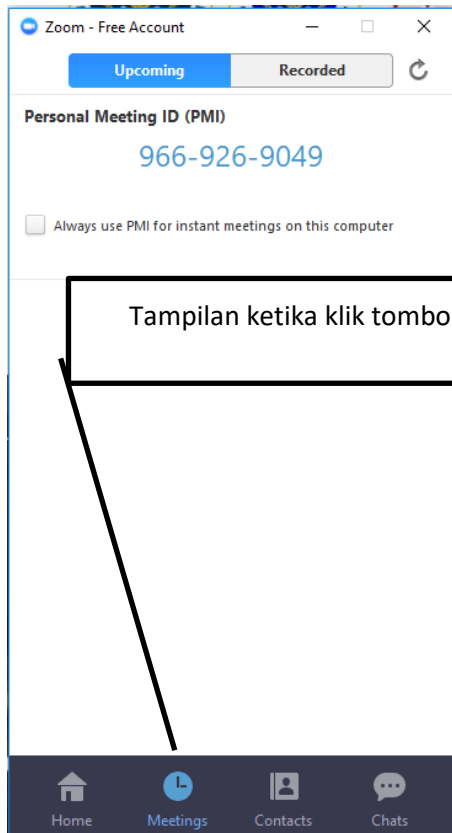 Zoom - Free Account
Upcoming Recorded
Personal Meeting ID (PMI)
966-926-9049
Always use PMI for instant meetings on this computer
Tampilan ketika klik tombo
Home Meetings Contacts Chats